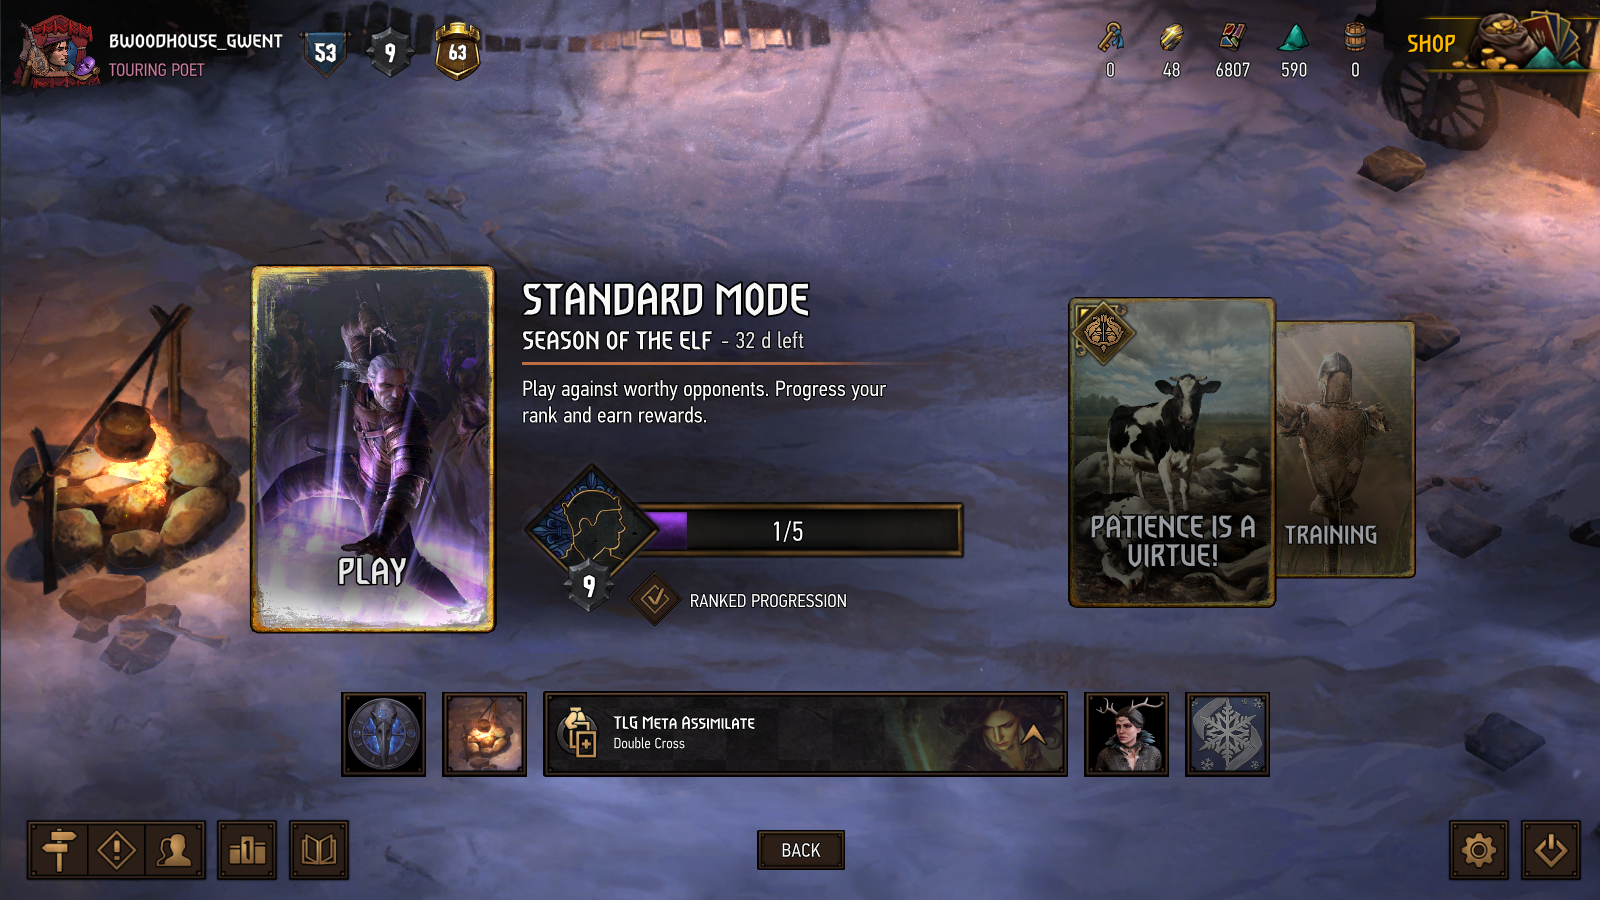 BWOODHOUSE_GWENT
TOURING POET
53
9
63
0
48
6807
590
0
SHOP
STANDARD MODE
SEASON OF THE ELF - 32 d left
Play against worthy opponents. Progress your
rank and earn rewards.
1/5
9
RANKED PROGRESSION
PLAY
PATIENCE IS A
VIRTUE!
TRAINING
TLG META ASSIMILATE
Double Cross
1
BACK